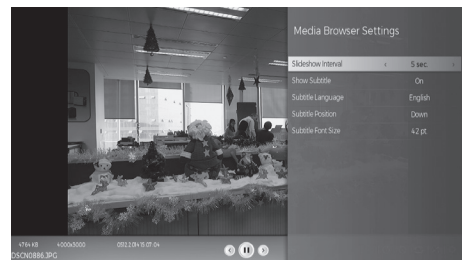 Media Browser Settings
Slideshow Interval 5 sec.
Show Subtitle On
Subtitle Language English
Subtitle Position Down
Subtitle Font Size 42 pt
4784 KB 4000x3000
DSCN0886.JPG